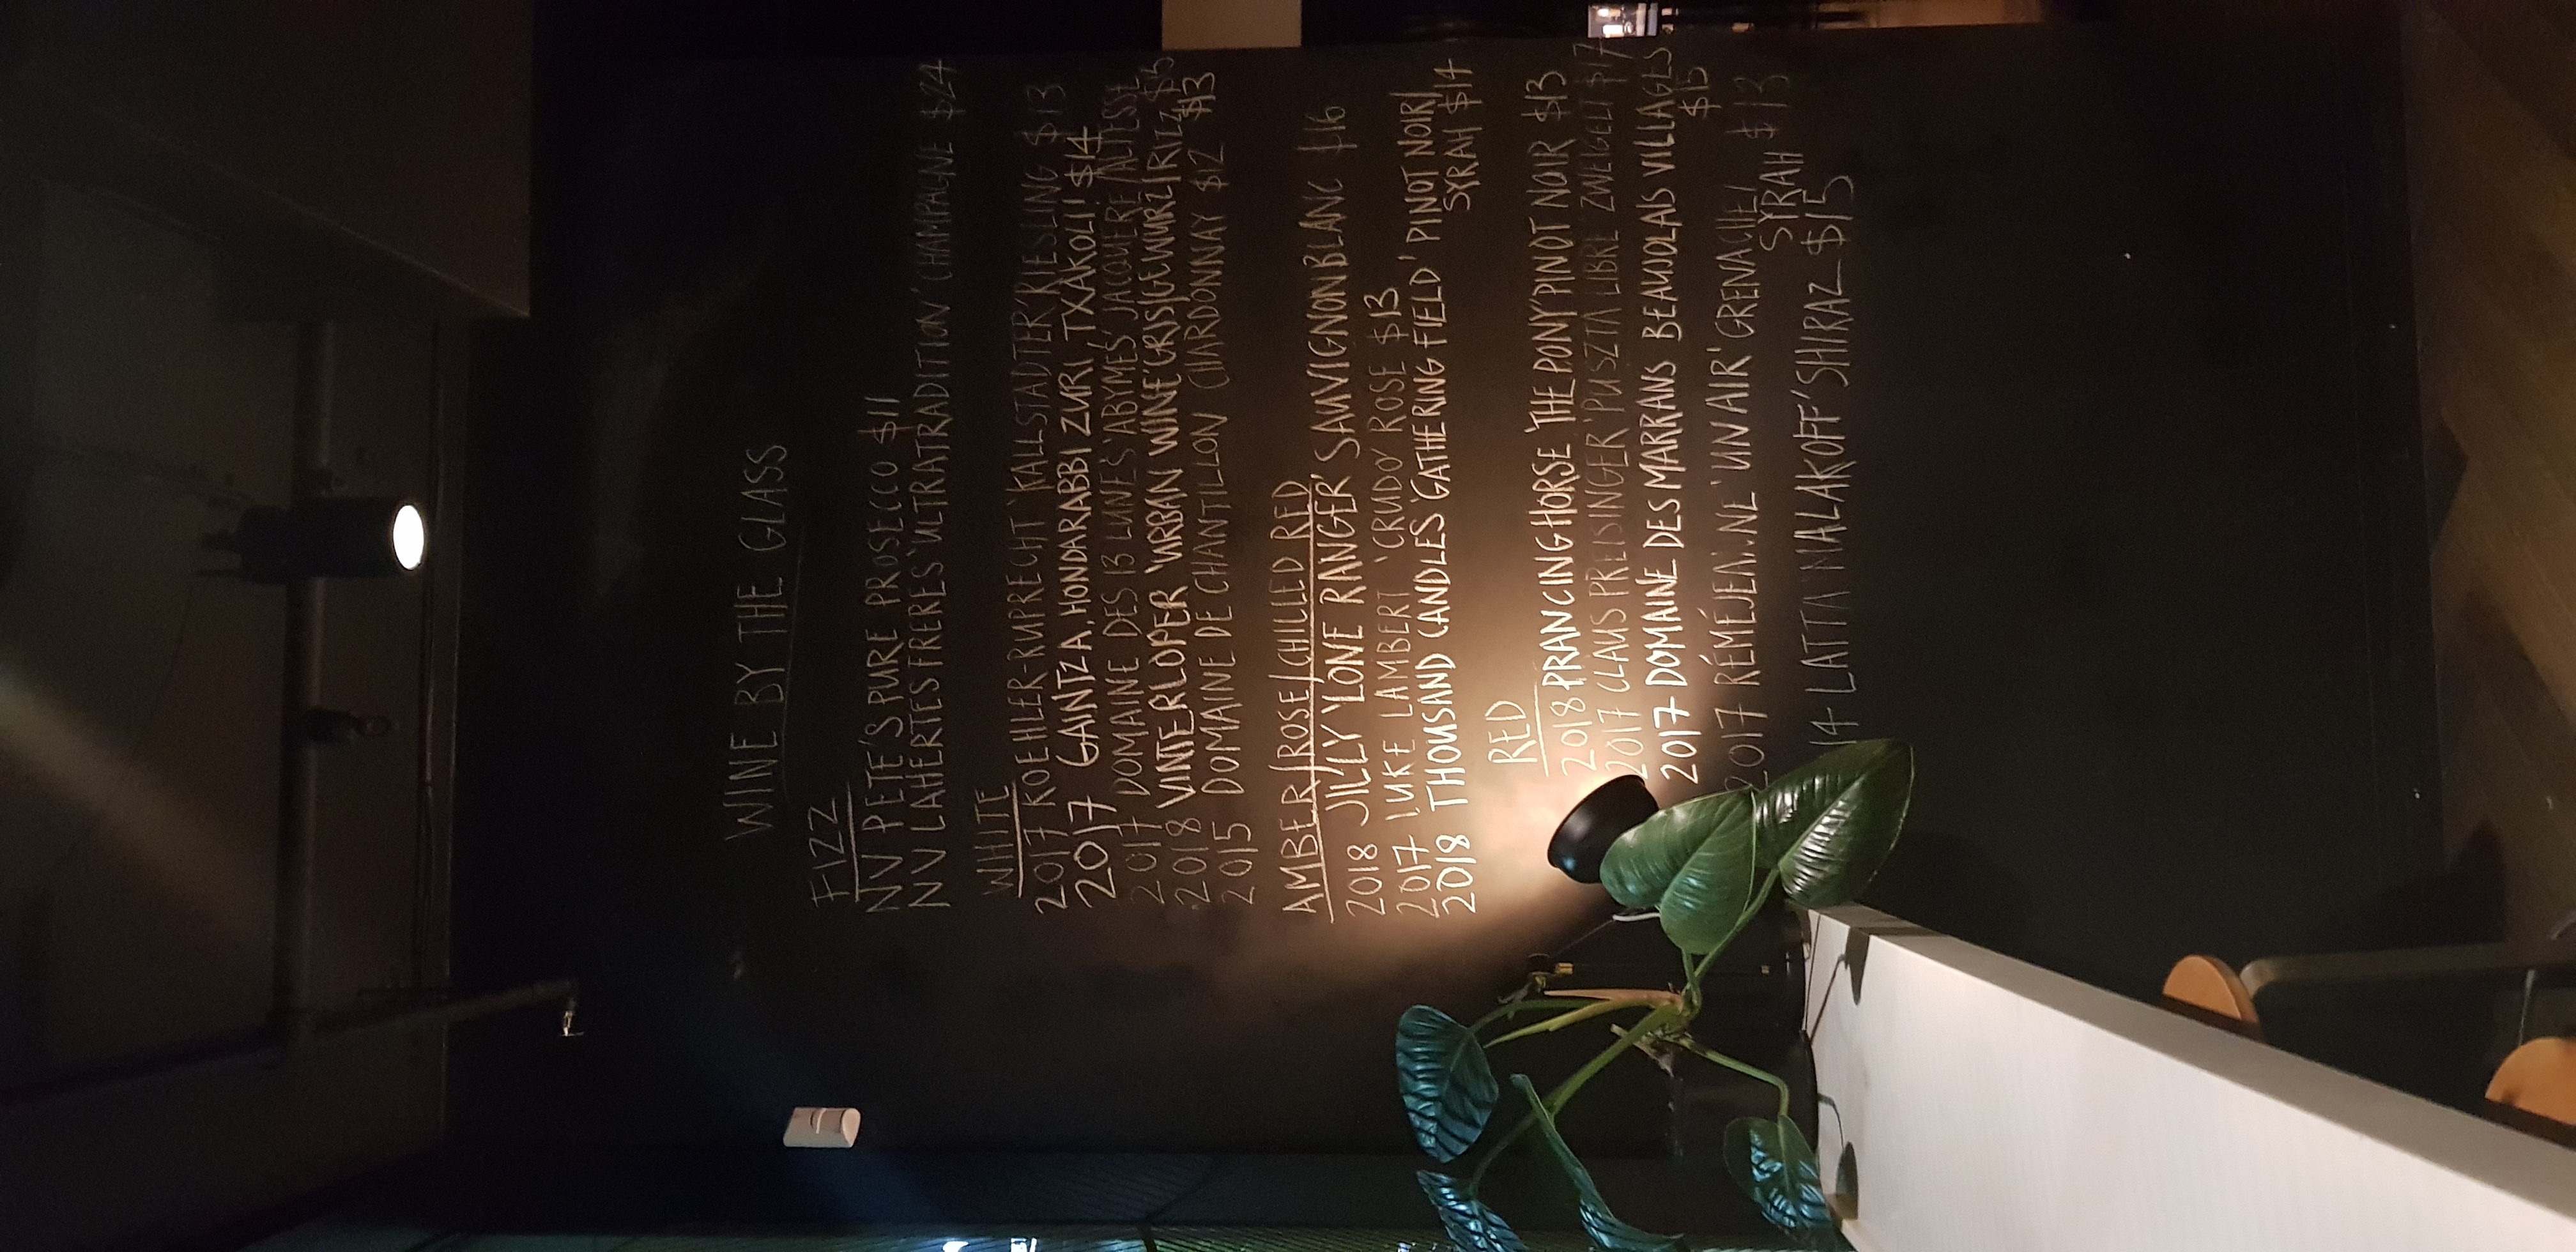 WINE BY THE GLASS
FIZZ
NV PETE'S PURE PROSECCO $11
NV LAHERTES FRERES 'ULTRATRADITION' CHAMPAGNE $24
WHITE
2017 KOEHLER-RUPRECHT 'KALLSTADTER' RIESLING $13
2017 GAINTZA, HONDARABBI ZURI, TXAKOLI! $14
2017 DOMAINE DES 13 LUNES 'ABYMES' JACQUERE/ALTESSE
2018 VINTERLOPER 'URBAN WINE' GRIS/GEWURZ/RIZZ
$13
2015 DOMAINE DE CHANTILLON CHARDONNAY $12
AMBER/ROSE/CHILLED RED
2018 JILLY 'LONE RANGER' SAUVIGNON BLANC $16
2017 LUKE LAMBERT 'CRUDO' ROSE $13
2018 THOUSAND CANDLES 'GATHERING FIELD' PINOT NOIR/
SYRAH $14
RED
2018 PRANCING HORSE 'THE PONY' PINOT NOIR $13
2017 CLAUS PREISINGER 'PUSZTA LIBRE ZWEIGELT $17
2017 DOMAINE DES MARRANS BEAUJOLAIS VILLAGES
$15
2017 RÉMÉJEANNE 'UN AIR' GRENACHE/
SYRAH $13
14 LATTA 'MALAKOFF' SHIRAZ $15